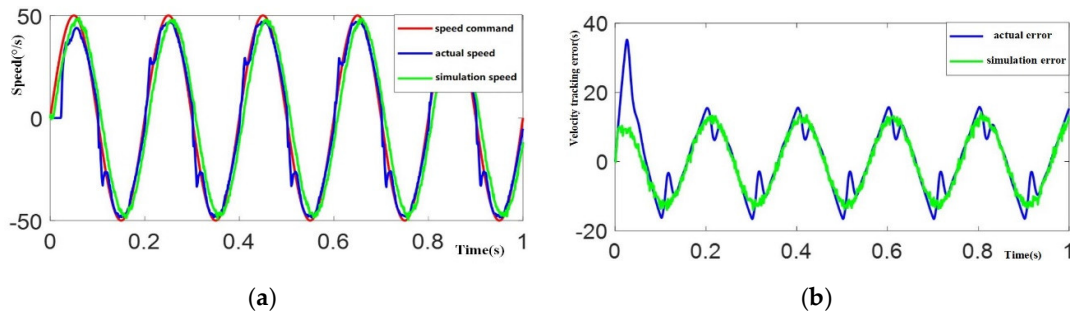 50
0
-50
Speed(°/s)
speed command
actual speed
simulation speed
0 0.2 0.4 0.6 0.8 1
Time(s)
(a)
40
20
0
-20
Velocity tracking error(s)
actual error
simulation error
0 0.2 0.4 0.6 0.8 1
Time(s)
(b)